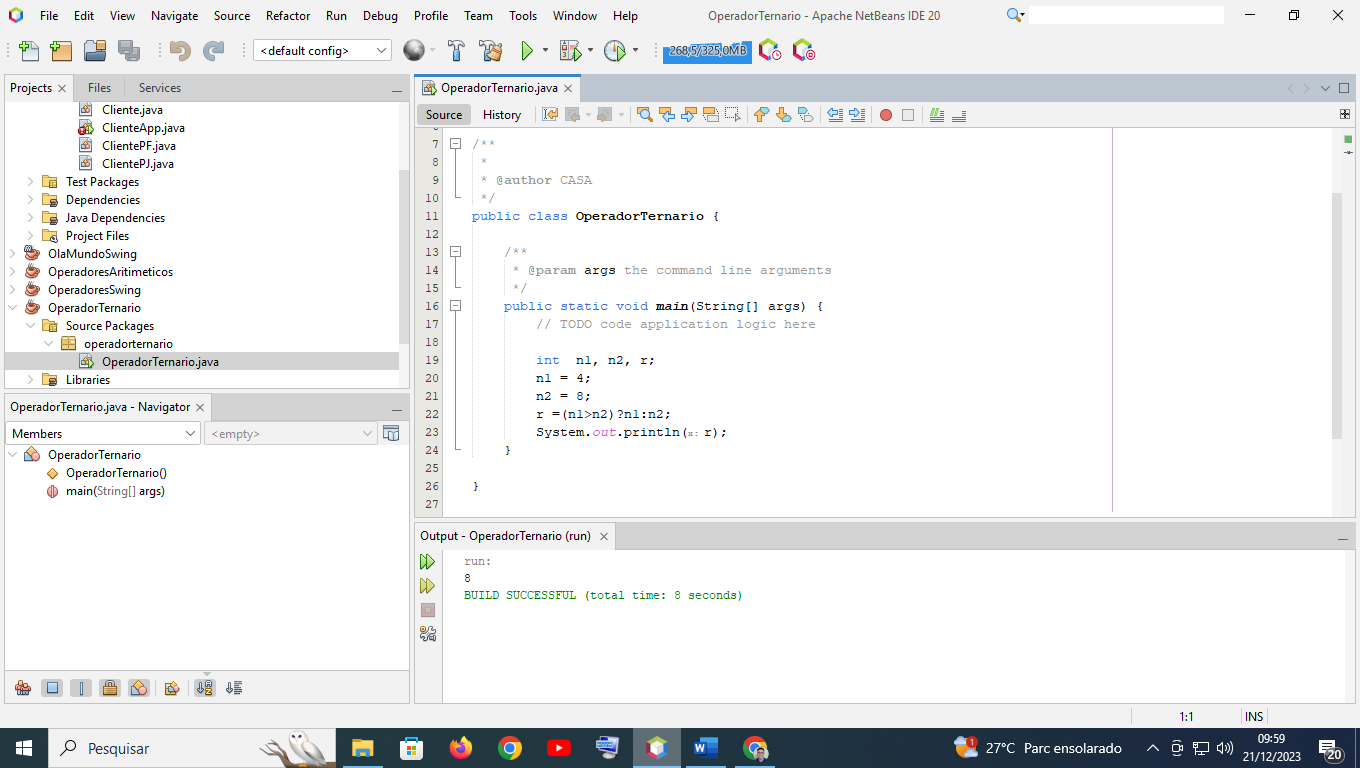 File Edit View Navigate Source Refactor Run Debug Profile Team Tools Window Help OperadorTernario - Apache NetBeans IDE 20
<default config> 268,5/325,0MB
Projects Files Services
Cliente.java
ClienteApp.java
ClientePF.java
ClientePJ.java
Test Packages
Dependencies
Java Dependencies
Project Files
OlaMundoSwing
OperadoresAritimeticos
OperadoresSwing
OperadorTernario
Source Packages
operadorternario
OperadorTernario.java
Libraries
OperadorTernario.java - Navigator
Members <empty>
OperadorTernario
OperadorTernario()
main(String[] args)
OperadorTernario.java
Source History
7 /**
8 *
9 * @author CASA
10 */
11 public class OperadorTernario {
12
13 /**
14 * @param args the command line arguments
15 */
16 public static void main(String[] args) {
17 // TODO code application logic here
18
19 int n1, n2, r;
20 n1 = 4;
21 n2 = 8;
22 r =(n1>n2)?n1:n2;
23 System.out.println(x: r);
24 }
25
26 }
27
Output - OperadorTernario (run)
run:
8
BUILD SUCCESSFUL (total time: 8 seconds)
1:1 INS
Pesquisar
1 27°C Parc ensolarado
09:59
21/12/2023
20